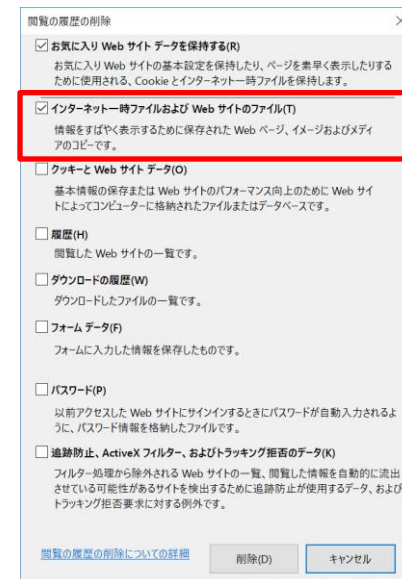 閲覧の履歴の削除
お気に入り Web サイト データを保持する(R)
お気に入り Web サイトの基本設定を保持したり、ページを素早く表示したりする
ために使用される、Cookie とインターネット一時ファイルを保持します。
インターネット一時ファイルおよび Web サイトのファイル(T)
情報をすばやく表示するために保存された Web ページ、イメージおよびメディ
アのコピーです。
クッキーと Web サイト データ(O)
基本情報の保存または Web サイトのパフォーマンス向上のために Web サイ
トによってコンピューターに格納されたファイルまたはデータベースです。
履歴(H)
閲覧した Web サイトの一覧です。
ダウンロードの履歴(W)
ダウンロードしたファイルの一覧です。
フォーム データ(F)
フォームに入力した情報を保存したものです。
パスワード(P)
以前アクセスした Web サイトにサインインするときにパスワードが自動入力されるよ
うに、パスワード情報を格納したファイルです。
追跡防止、ActiveX フィルター、およびトラッキング拒否のデータ(K)
フィルター処理から除外される Web サイトの一覧、閲覧した情報を自動的に流出
させている可能性があるサイトを検出するために追跡防止が使用するデータ、および
トラッキング拒否要求に対する例外です。
閲覧の履歴の削除についての詳細
削除(D)
キャンセル